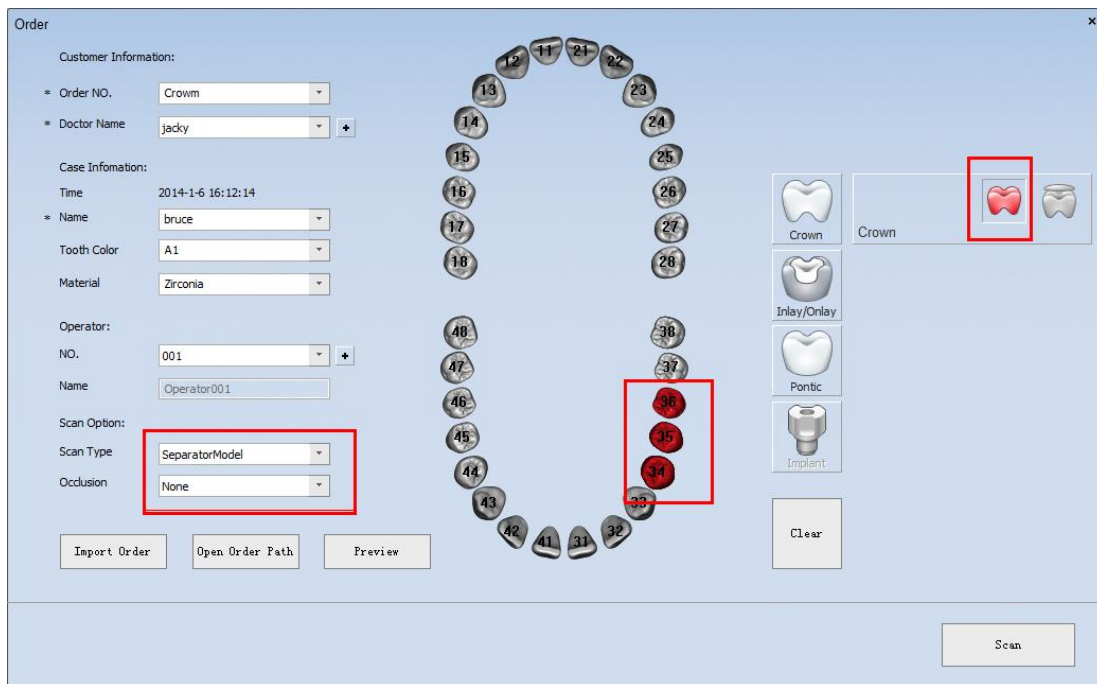 Order
×
Customer Information:
* Order NO. Crowm
* Doctor Name jacky +
Case Infomation:
Time 2014-1-6 16:12:14
* Name bruce
Tooth Color A1
Material Zirconia
Operator:
NO. 001 +
Name Operator001
Scan Option:
Scan Type SeparatorModel
Occlusion None
Import Order Open Order Path Preview
12 11 21 22
13 23
14 24
15 25
16 26
17 27
18 28
48 38
47 37
46 36
45 35
44 34
43 33
42 41 31 32
Crown
Inlay/Onlay
Pontic
Implant
Clear
Crown
Scan